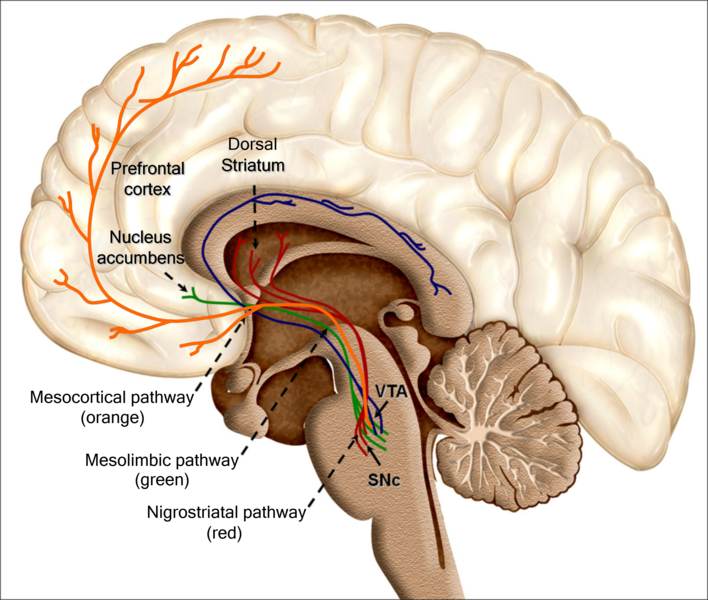 Dorsal
Striatum
Prefrontal
cortex
Nucleus
accumbens
Mesocortical pathway
(orange)
VTA
Mesolimbic pathway
(green)
SNc
Nigrostriatal pathway
(red)